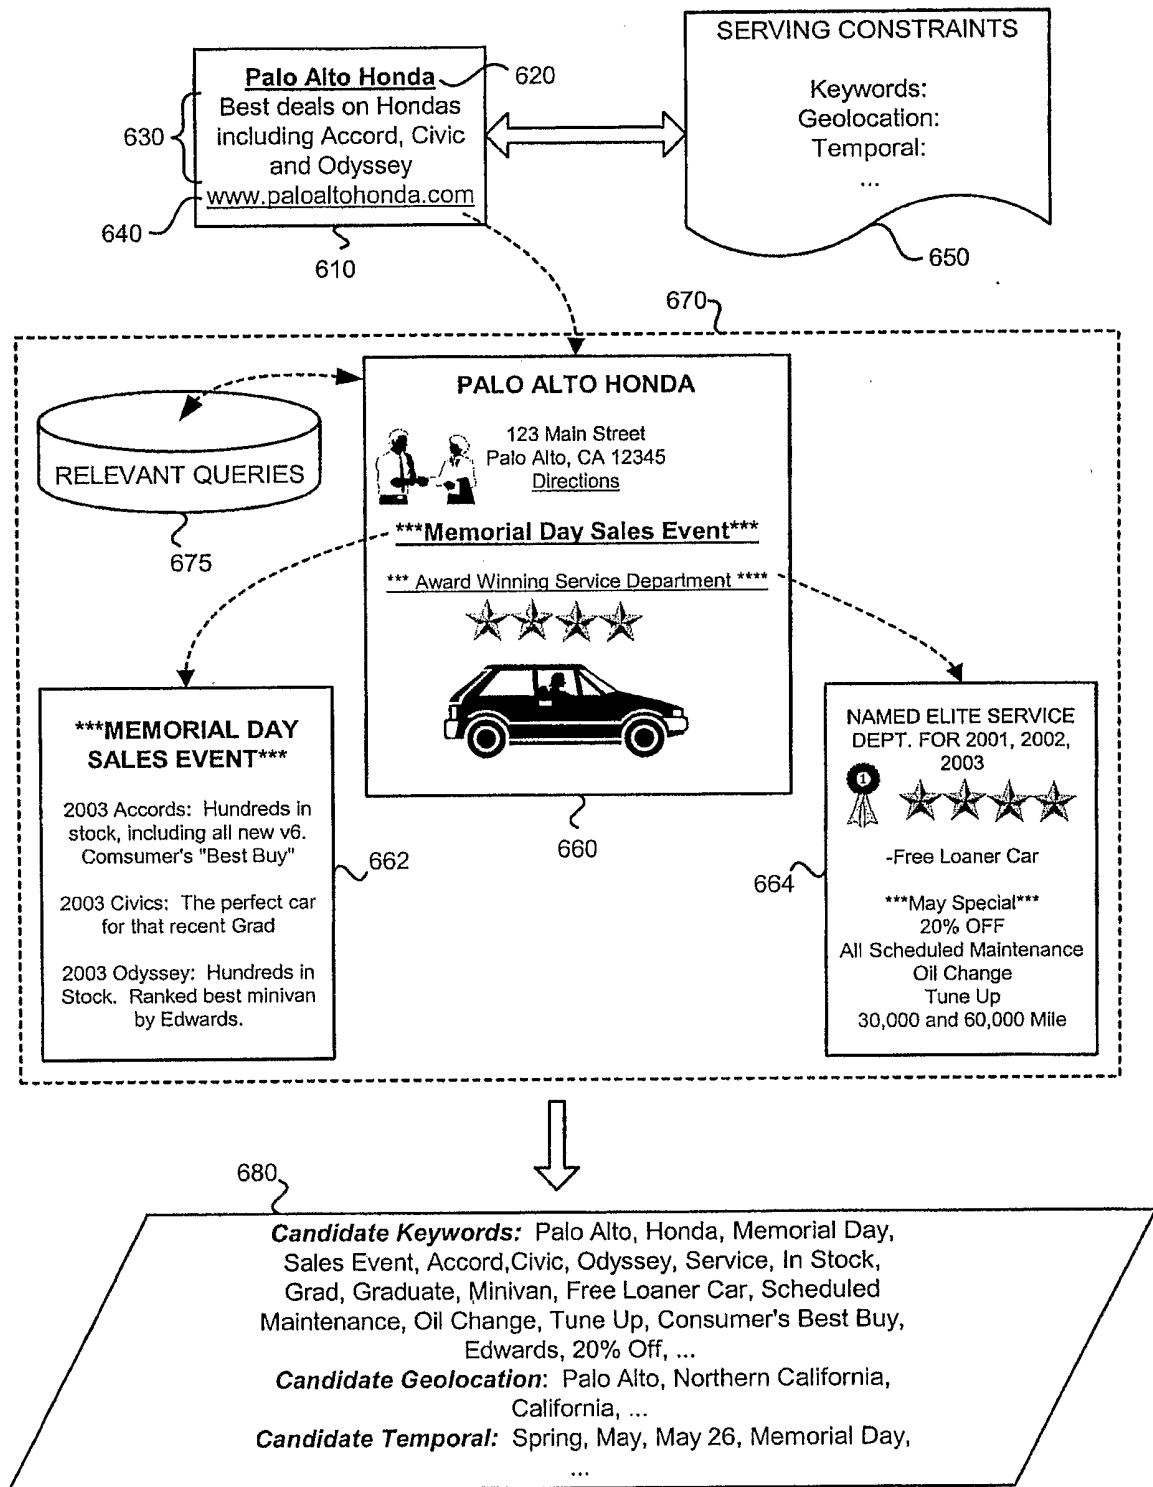 Palo Alto Honda
620
Best deals on Hondas
including Accord, Civic
and Odyssey
630
www.paloaltohonda.com
640
610
SERVING CONSTRAINTS
Keywords:
Geolocation:
Temporal:
...
650
670
RELEVANT QUERIES
675
PALO ALTO HONDA
123 Main Street
Palo Alto, CA 12345
Directions
***Memorial Day Sales Event***
*** Award Winning Service Department ****
660
***MEMORIAL DAY
SALES EVENT***
2003 Accords: Hundreds in
stock, including all new v6.
Comsumer's "Best Buy"
2003 Civics: The perfect car
for that recent Grad
2003 Odyssey: Hundreds in
Stock. Ranked best minivan
by Edwards.
662
NAMED ELITE SERVICE
DEPT. FOR 2001, 2002,
2003
1
-Free Loaner Car
***May Special***
20% OFF
All Scheduled Maintenance
Oil Change
Tune Up
30,000 and 60,000 Mile
664
680
Candidate Keywords: Palo Alto, Honda, Memorial Day,
Sales Event, Accord,Civic, Odyssey, Service, In Stock,
Grad, Graduate, Minivan, Free Loaner Car, Scheduled
Maintenance, Oil Change, Tune Up, Consumer's Best Buy,
Edwards, 20% Off, ...
Candidate Geolocation: Palo Alto, Northern California,
California, ...
Candidate Temporal: Spring, May, May 26, Memorial Day,
...